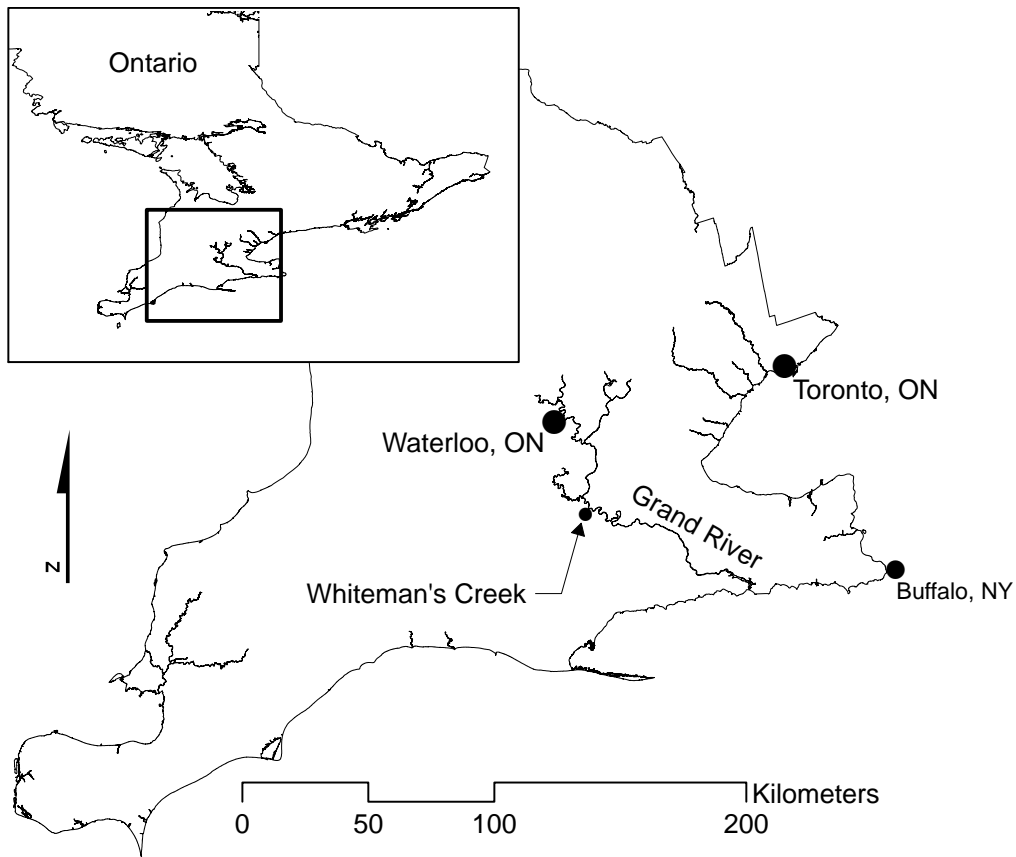 Ontario
Toronto, ON
Waterloo, ON
Grand River
Whiteman's Creek
Buffalo, NY
N
Kilometers
0 50 100 200